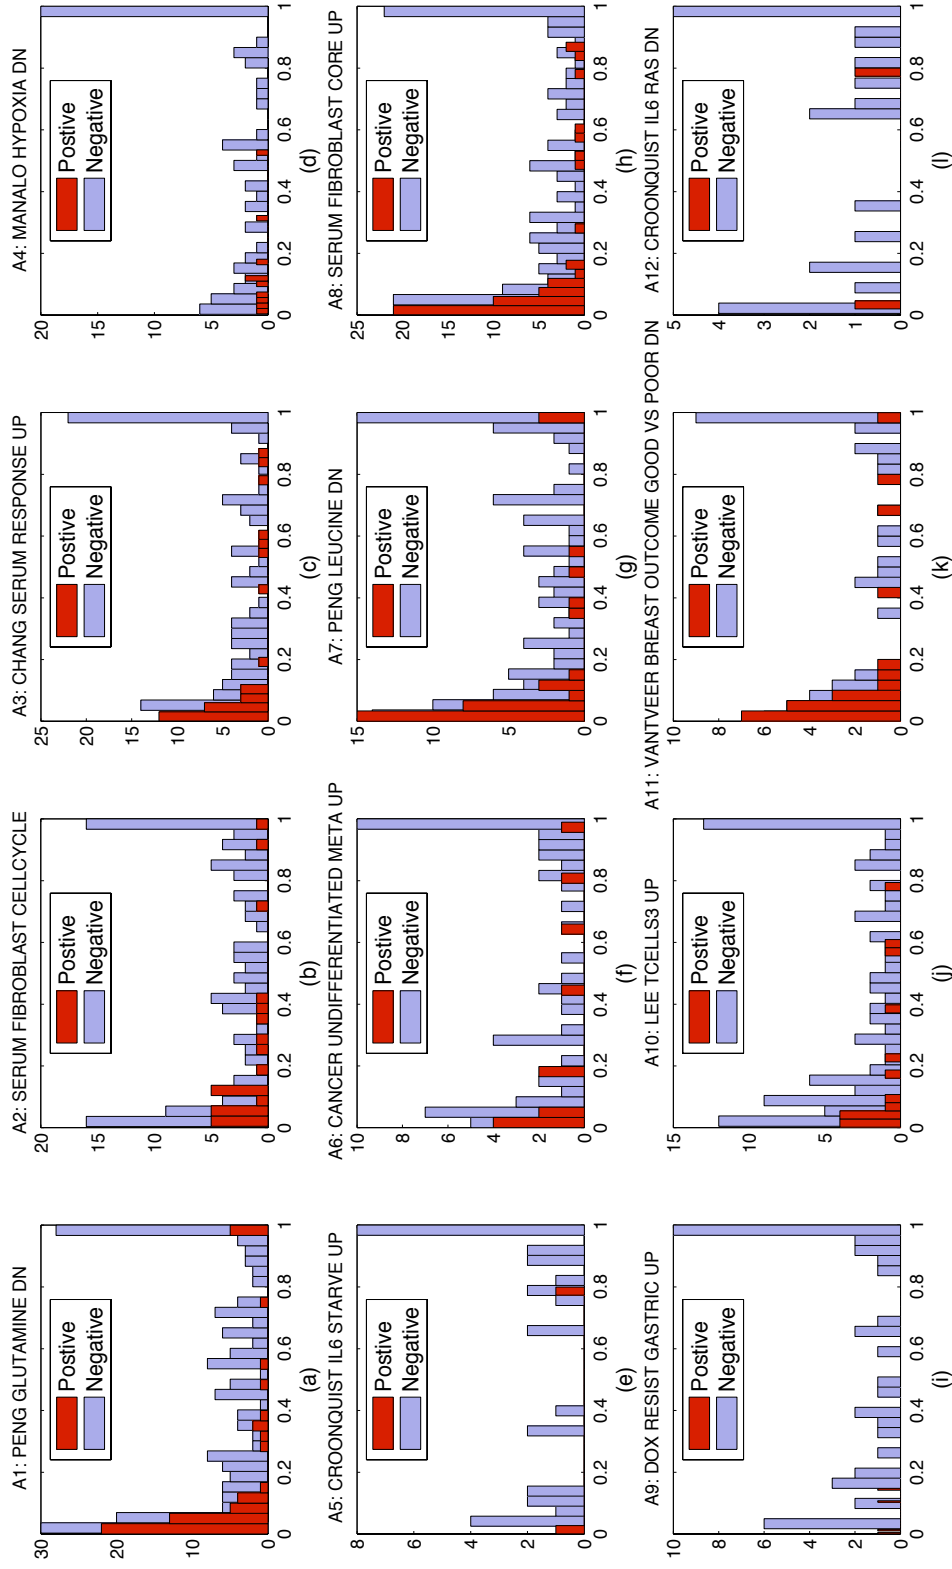 A1: PENG GLUTAMINE DN
30
20
10
0
Postive
Negative
0 0.2 0.4 0.6 0.8 1
(a)
A2: SERUM FIBROBLAST CELLCYCLE
20
15
10
5
0
Postive
Negative
0 0.2 0.4 0.6 0.8 1
(b)
A3: CHANG SERUM RESPONSE UP
25
20
15
10
5
0
Postive
Negative
0 0.2 0.4 0.6 0.8 1
(c)
A4: MANALO HYPOXIA DN
20
15
10
5
0
Postive
Negative
0 0.2 0.4 0.6 0.8 1
(d)
A5: CROONQUIST IL6 STARVE UP
8
6
4
2
0
Postive
Negative
0 0.2 0.4 0.6 0.8 1
(e)
A6: CANCER UNDIFFERENTIATED META UP
10
8
6
4
2
0
Postive
Negative
0 0.2 0.4 0.6 0.8 1
(f)
A7: PENG LEUCINE DN
15
10
5
0
Postive
Negative
0 0.2 0.4 0.6 0.8 1
(g)
A8: SERUM FIBROBLAST CORE UP
25
20
15
10
5
0
Postive
Negative
0 0.2 0.4 0.6 0.8 1
(h)
A9: DOX RESIST GASTRIC UP
10
8
6
4
2
0
Postive
Negative
0 0.2 0.4 0.6 0.8 1
(i)
A10: LEE TCELLS3 UP
15
10
5
0
Postive
Negative
0 0.2 0.4 0.6 0.8 1
(j)
A11: VANTVEER BREAST OUTCOME GOOD VS POOR DN
10
8
6
4
2
0
Postive
Negative
0 0.2 0.4 0.6 0.8 1
(k)
A12: CROONQUIST IL6 RAS DN
5
4
3
2
1
0
Postive
Negative
0 0.2 0.4 0.6 0.8 1
(l)